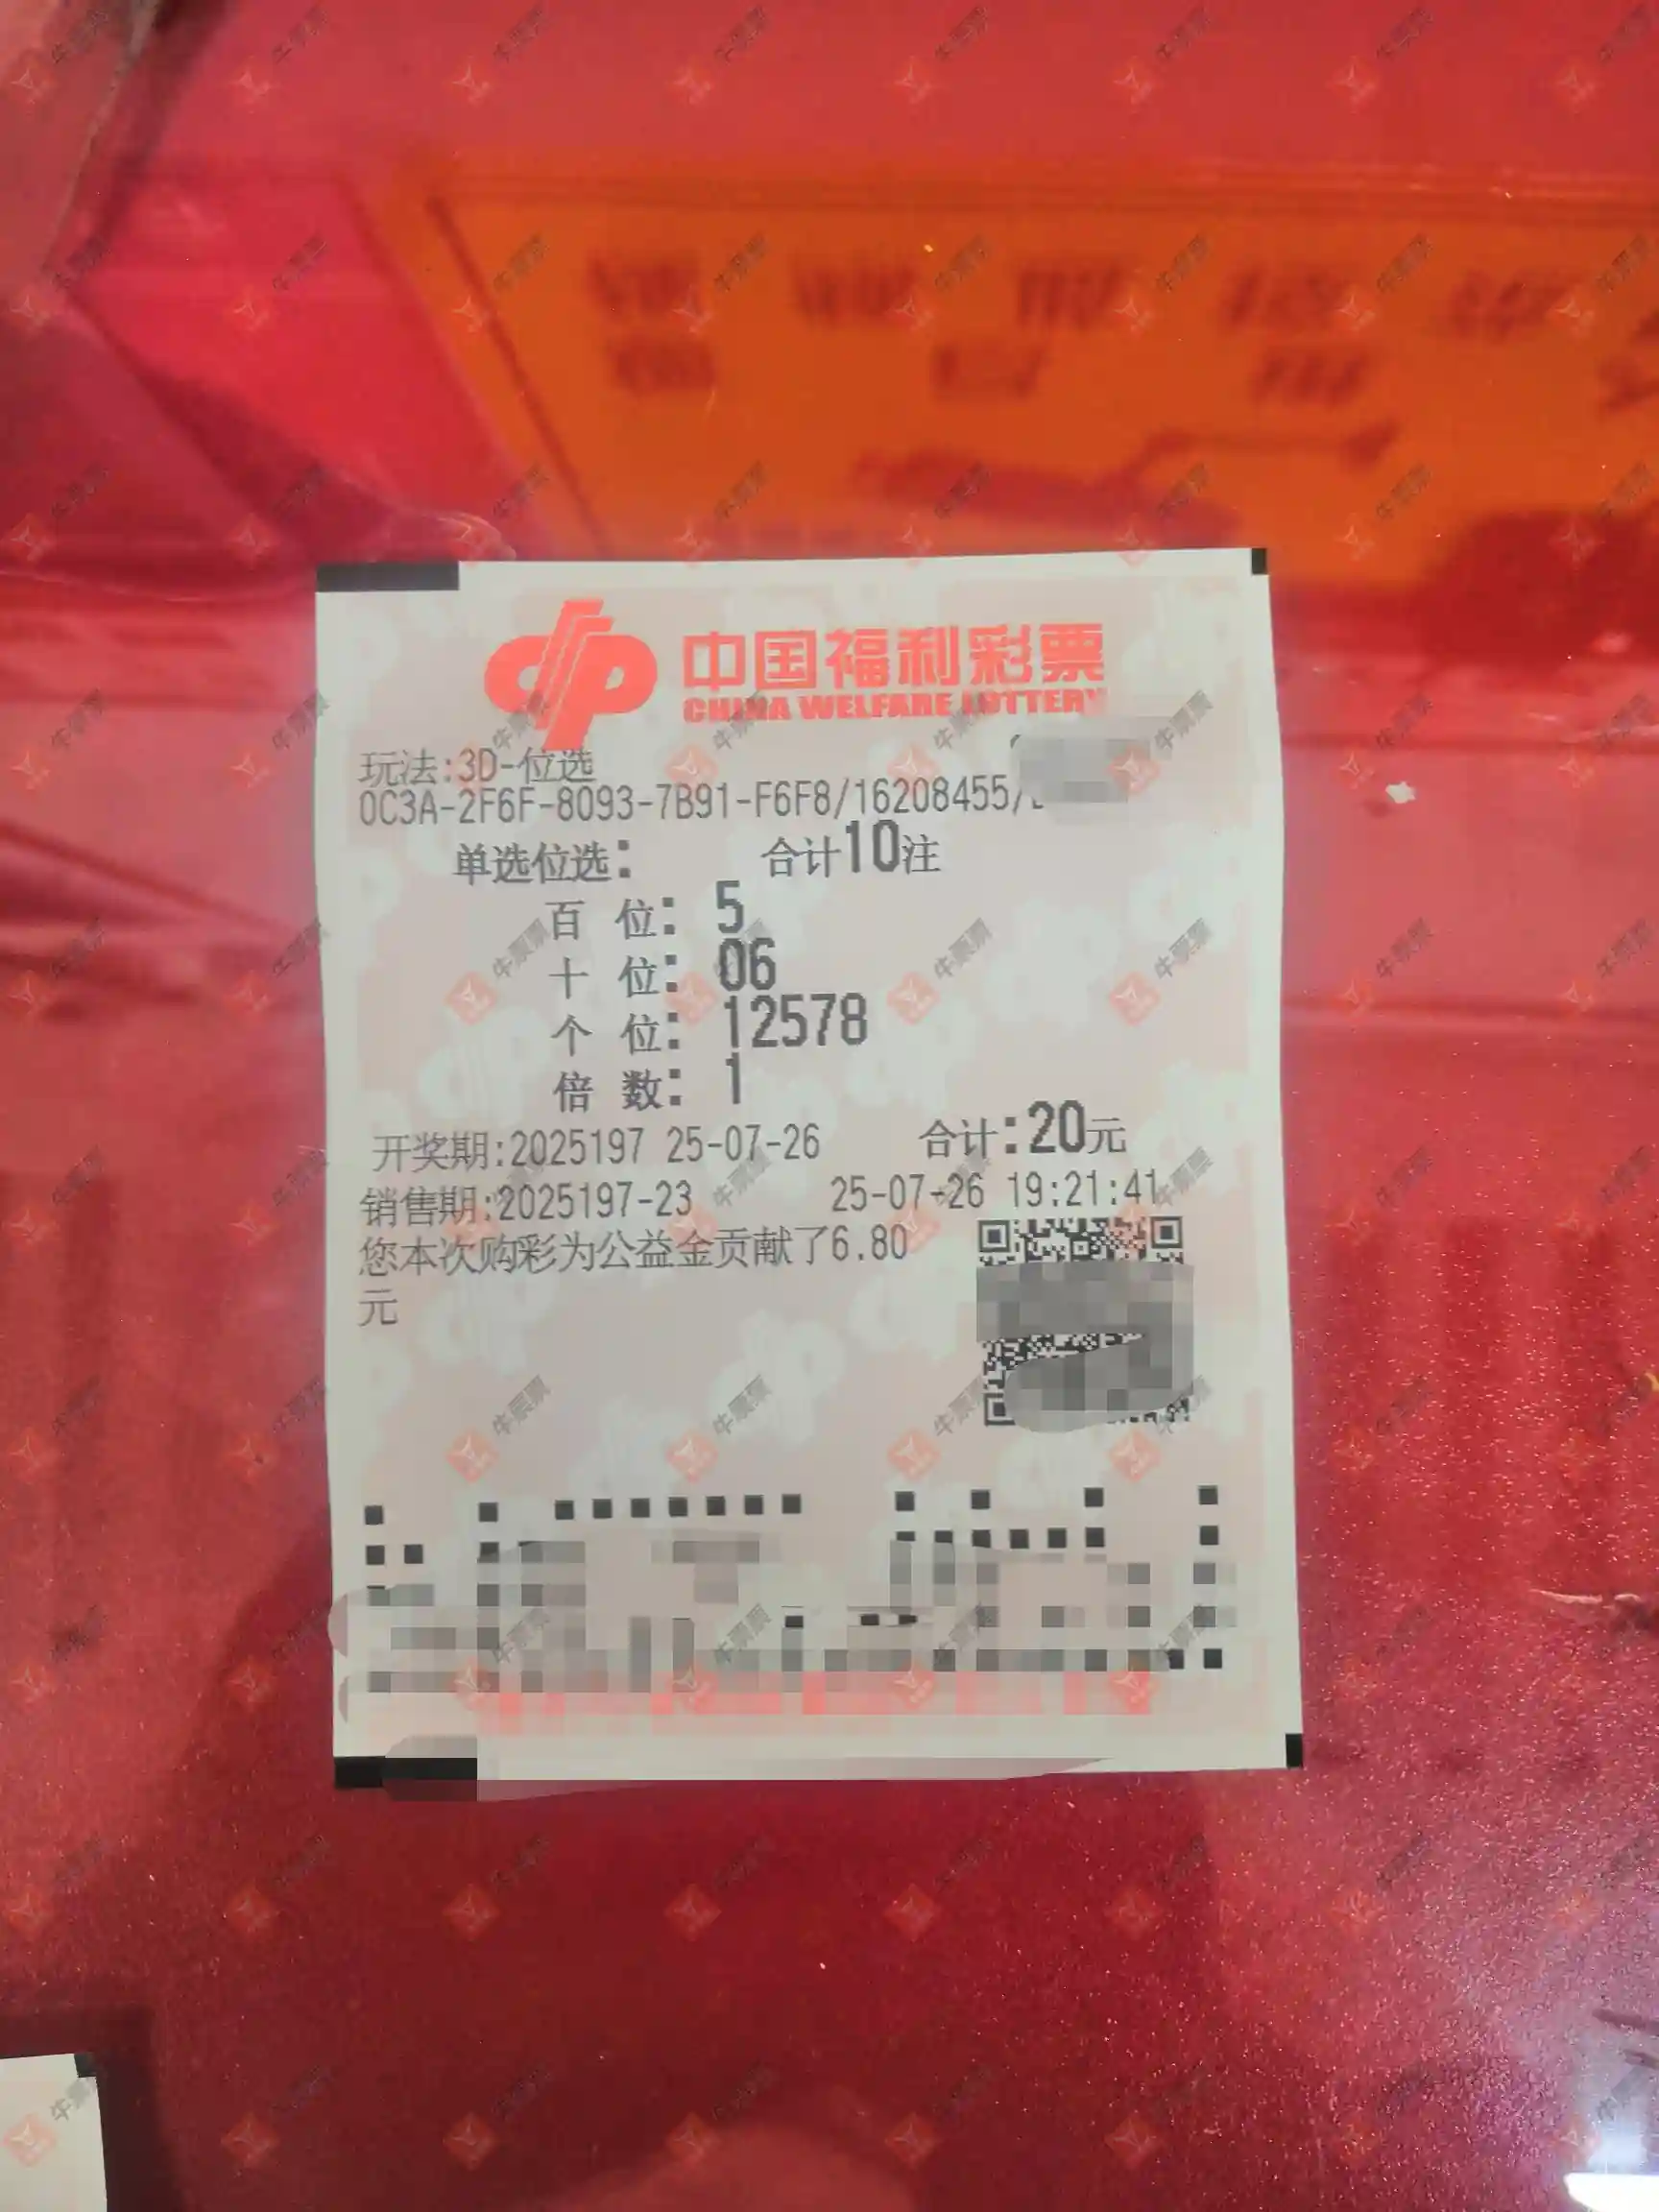 中国福利彩票
CHINA WELFARE LOTTERY
玩法:3D-位选
0C3A-2F6F-8093-7B91-F6F8/16208455/
单选位选: 合计10注
百 位: 5
十 位: 06
个 位: 12578
倍 数: 1
开奖期:2025197 25-07-26 合计:20元
销售期:2025197-23 25-07-26 19:21:41
您本次购彩为公益金贡献了6.80
元
牛票票